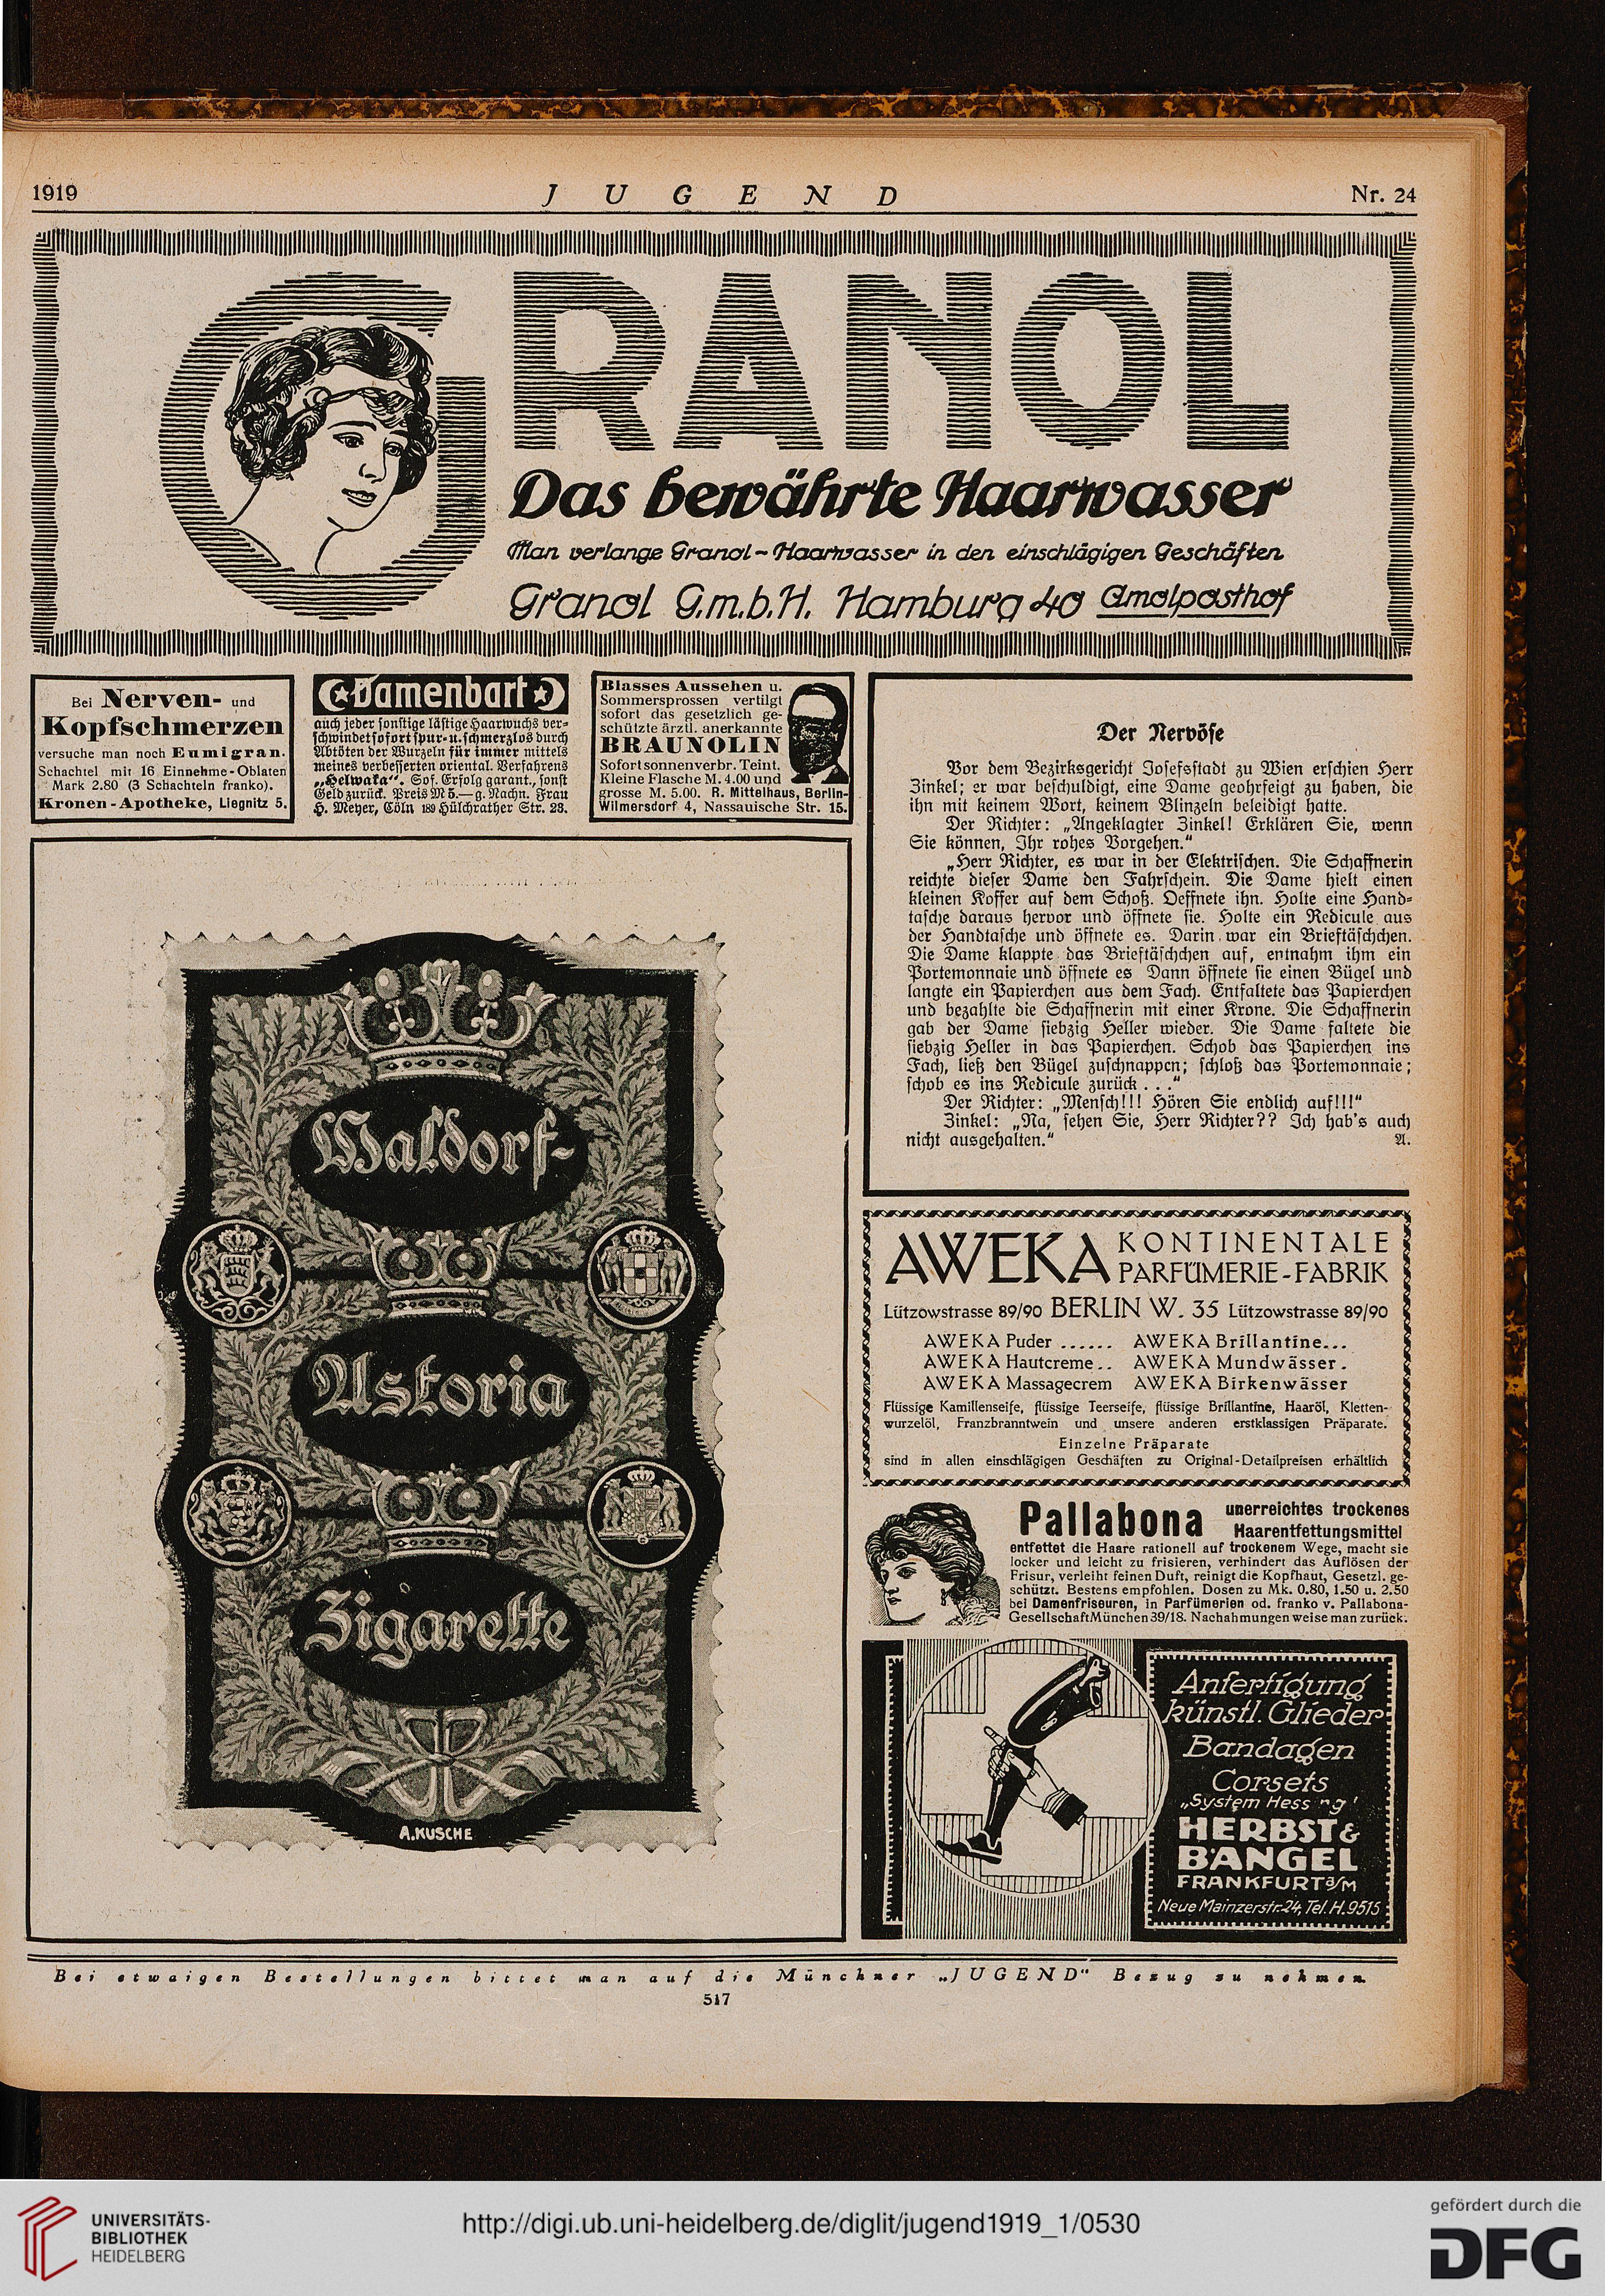 1919
JUGEND
Nr. 24
GRANOL
Das bewährte Haarwasser
Man verlange Granol-Haarwasser in den einschlägigen Geschäften
Granol G.m.b.H. Hamburg 40 Amolposthof
Bei Nerven- und
Kopfschmerzen
versuche man noch Eumigran.
Schachtel mit 16 Einnehme-Oblaten
Mark 2.80 (3 Schachteln franko).
Kronen-Apotheke, Liegnitz 5.
Damenbart
auch jeder sonstige lästige Haarwuchs ver-
schwindet sofort spur- u. schmerzlos durch
Abtöten der Wurzeln für immer mittels
meines verbesserten oriental. Verfahrens
„Helwaka“. Sof. Erfolg garant., sonst
Geld zurück. Preis M 5.— g. Nachn. Frau
H. Meyer, Cöln 189 Hülchrather Str. 23.
Blasses Aussehen u.
Sommersprossen vertilgt
sofort das gesetzlich ge-
schützte ärztl. anerkannte
BRAUNOLIN
Sofort sonnenverbr. Teint.
Kleine Flasche M. 4.00 und
grosse M. 5.00. R. Mittelhaus, Berlin-
Wilmersdorf 4, Nassauische Str. 15.
Waldorf-
Astoria
Zigarette
A.KUSCHE
Der Nervöse
Vor dem Bezirksgericht Josefsstadt zu Wien erschien Herr
Zinkel; er war beschuldigt, eine Dame geohrfeigt zu haben, die
ihn mit keinem Wort, keinem Blinzeln beleidigt hatte.
Der Richter: „Angeklagter Zinkel! Erklären Sie, wenn
Sie können, Ihr rohes Vorgehen.“
„Herr Richter, es war in der Elektrischen. Die Schaffnerin
reichte dieser Dame den Fahrschein. Die Dame hielt einen
kleinen Koffer auf dem Schoß. Oeffnete ihn. Holte eine Hand-
tasche daraus hervor und öffnete sie. Holte ein Redicule aus
der Handtasche und öffnete es. Darin war ein Brieftäschchen.
Die Dame klappte das Brieftäschchen auf, entnahm ihm ein
Portemonnaie und öffnete es Dann öffnete sie einen Bügel und
langte ein Papierchen aus dem Fach. Entfaltete das Papierchen
und bezahlte die Schaffnerin mit einer Krone. Die Schaffnerin
gab der Dame siebzig Heller wieder. Die Dame faltete die
siebzig Heller in das Papierchen. Schob das Papierchen ins
Fach, ließ den Bügel zuschnappen; schloß das Portemonnaie;
schob es ins Redicule zurück . . .“
Der Richter: „Mensch!!! Hören Sie endlich auf!!!“
Zinkel: „Na, sehen Sie, Herr Richter?? Ich hab's auch
nicht ausgehalten.“ A.
AWEKA KONTINENTALE
PARFÜMERIE-FABRIK
Lützowstrasse 89/90 BERLIN W. 35 Lützowstrasse 89/90
AWEKA Puder ...... AWEKA Brillantine...
AWEKA Hautcreme.. AWEKA Mundwässer.
AWEKA Massagecrem AWEKA Birkenwässer
Flüssige Kamillenseife, flüssige Teerseife, flüssige Brillantine, Haaröl, Kletten-
wurzelöl, Franzbranntwein und unsere anderen erstklassigen Präparate.
Einzelne Präparate
sind in allen einschlägigen Geschäften zu Original-Detailpreisen erhältlich
Pallabona unerreichtes trockenes
Haarentfettungsmittel
entfettet die Haare rationell auf trockenem Wege, macht sie
locker und leicht zu frisieren, verhindert das Auflösen der
Frisur, verleiht feinen Duft, reinigt die Kopfhaut, Gesetzl. ge-
schützt. Bestens empfohlen. Dosen zu Mk. 0.80, 1.50 u. 2.50
bei Damenfriseuren, in Parfümerien od. franko v. Pallabona-
Gesellschaft München 39/18. Nachahmungen weise man zurück.
Anfertigung
künstl. Glieder
Bandagen
Corsets
„System Hess
HERBST &
BANGEL
FRANKFURT a/M
Neue Mainzerstr. 24, Tel. H. 9515
Bei etwaigen Bestellungen bittet man auf die Münchner „JUGEND“ Bezug zu nehmen.
517
UNIVERSITÄTS-
BIBLIOTHEK
HEIDELBERG
http://digi.ub.uni-heidelberg.de/diglit/jugend1919_1/0530
gefördert durch die
DFG